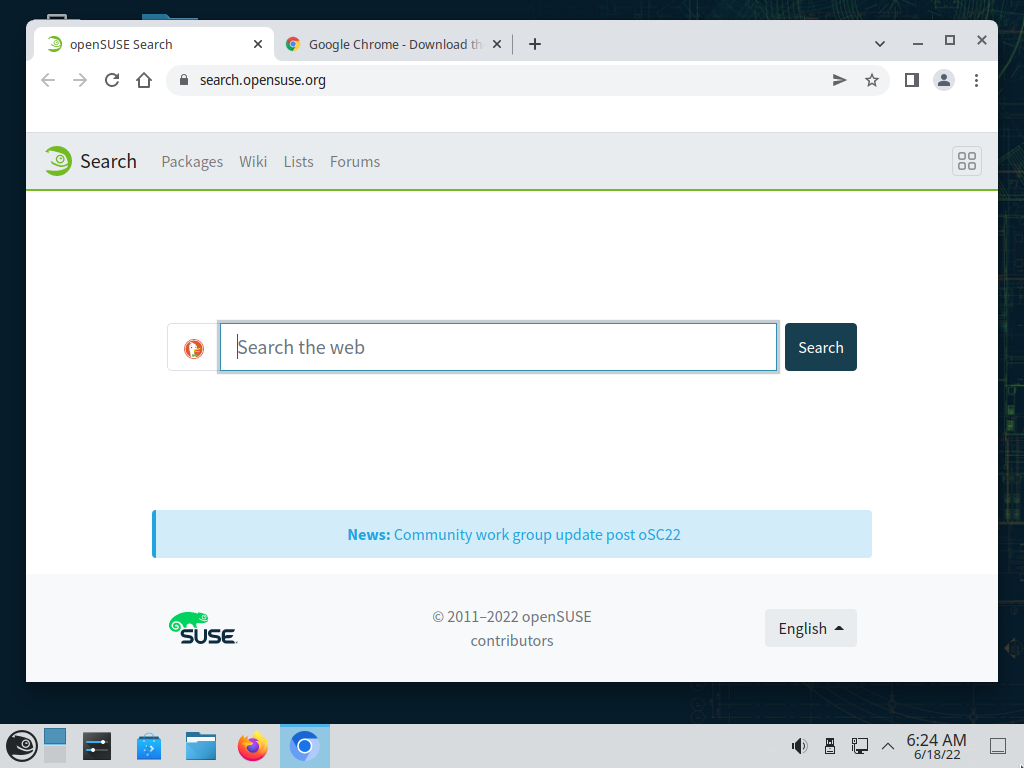 openSUSE Search
Google Chrome - Download th
search.opensuse.org
Search
Packages
Wiki
Lists
Forums
Search the web
Search
News: Community work group update post oSC22
SUSE
© 2011–2022 openSUSE
contributors
English
6:24 AM
6/18/22